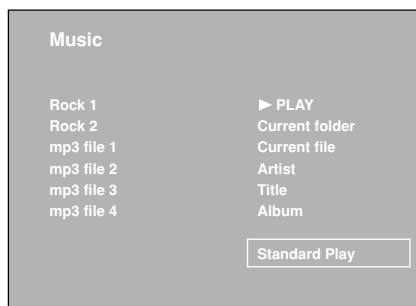 Music
Rock 1
Rock 2
mp3 file 1
mp3 file 2
mp3 file 3
mp3 file 4
► PLAY
Current folder
Current file
Artist
Title
Album
Standard Play